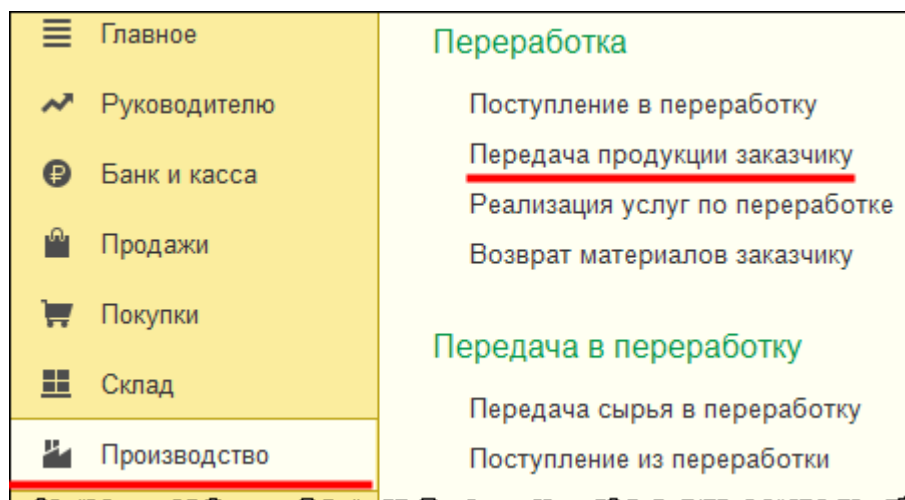 Главное
Руководителю
Банк и касса
Продажи
Покупки
Склад
Производство
Переработка
Поступление в переработку
Передача продукции заказчику
Реализация услуг по переработке
Возврат материалов заказчику
Передача в переработку
Передача сырья в переработку
Поступление из переработки